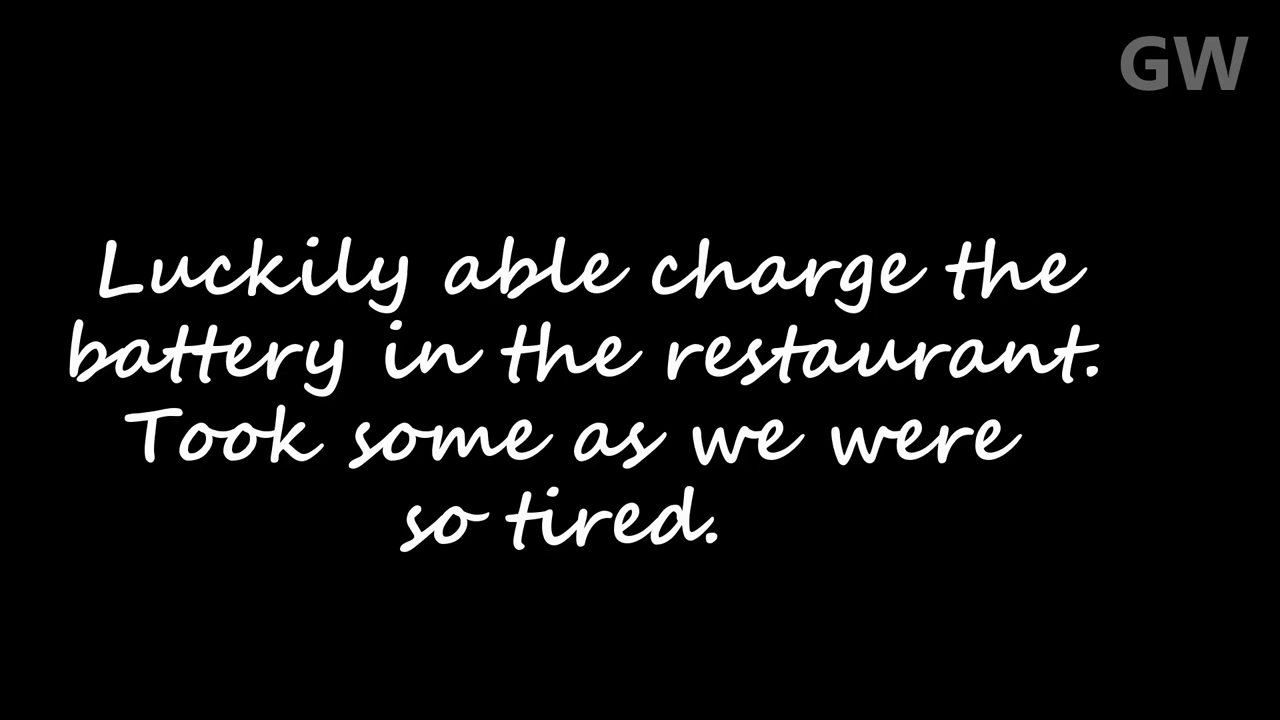 GW
Luckily able charge the
battery in the restaurant.
Took some as we were
so tired.